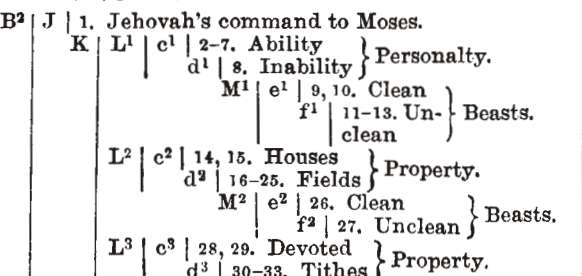 B² | J | 1. Jehovah's command to Moses.
K | L¹ | c¹ | 2–7. Ability } Personalty.
d¹ | 8. Inability
M¹ | e¹ | 9, 10. Clean } Beasts.
f¹ | 11–13. Un-
clean
L² | c² | 14, 15. Houses } Property.
d² | 16–25. Fields
M² | e² | 26. Clean } Beasts.
f² | 27. Unclean
L³ | c³ | 28, 29. Devoted } Property.
d³ | 30–33. Tithes